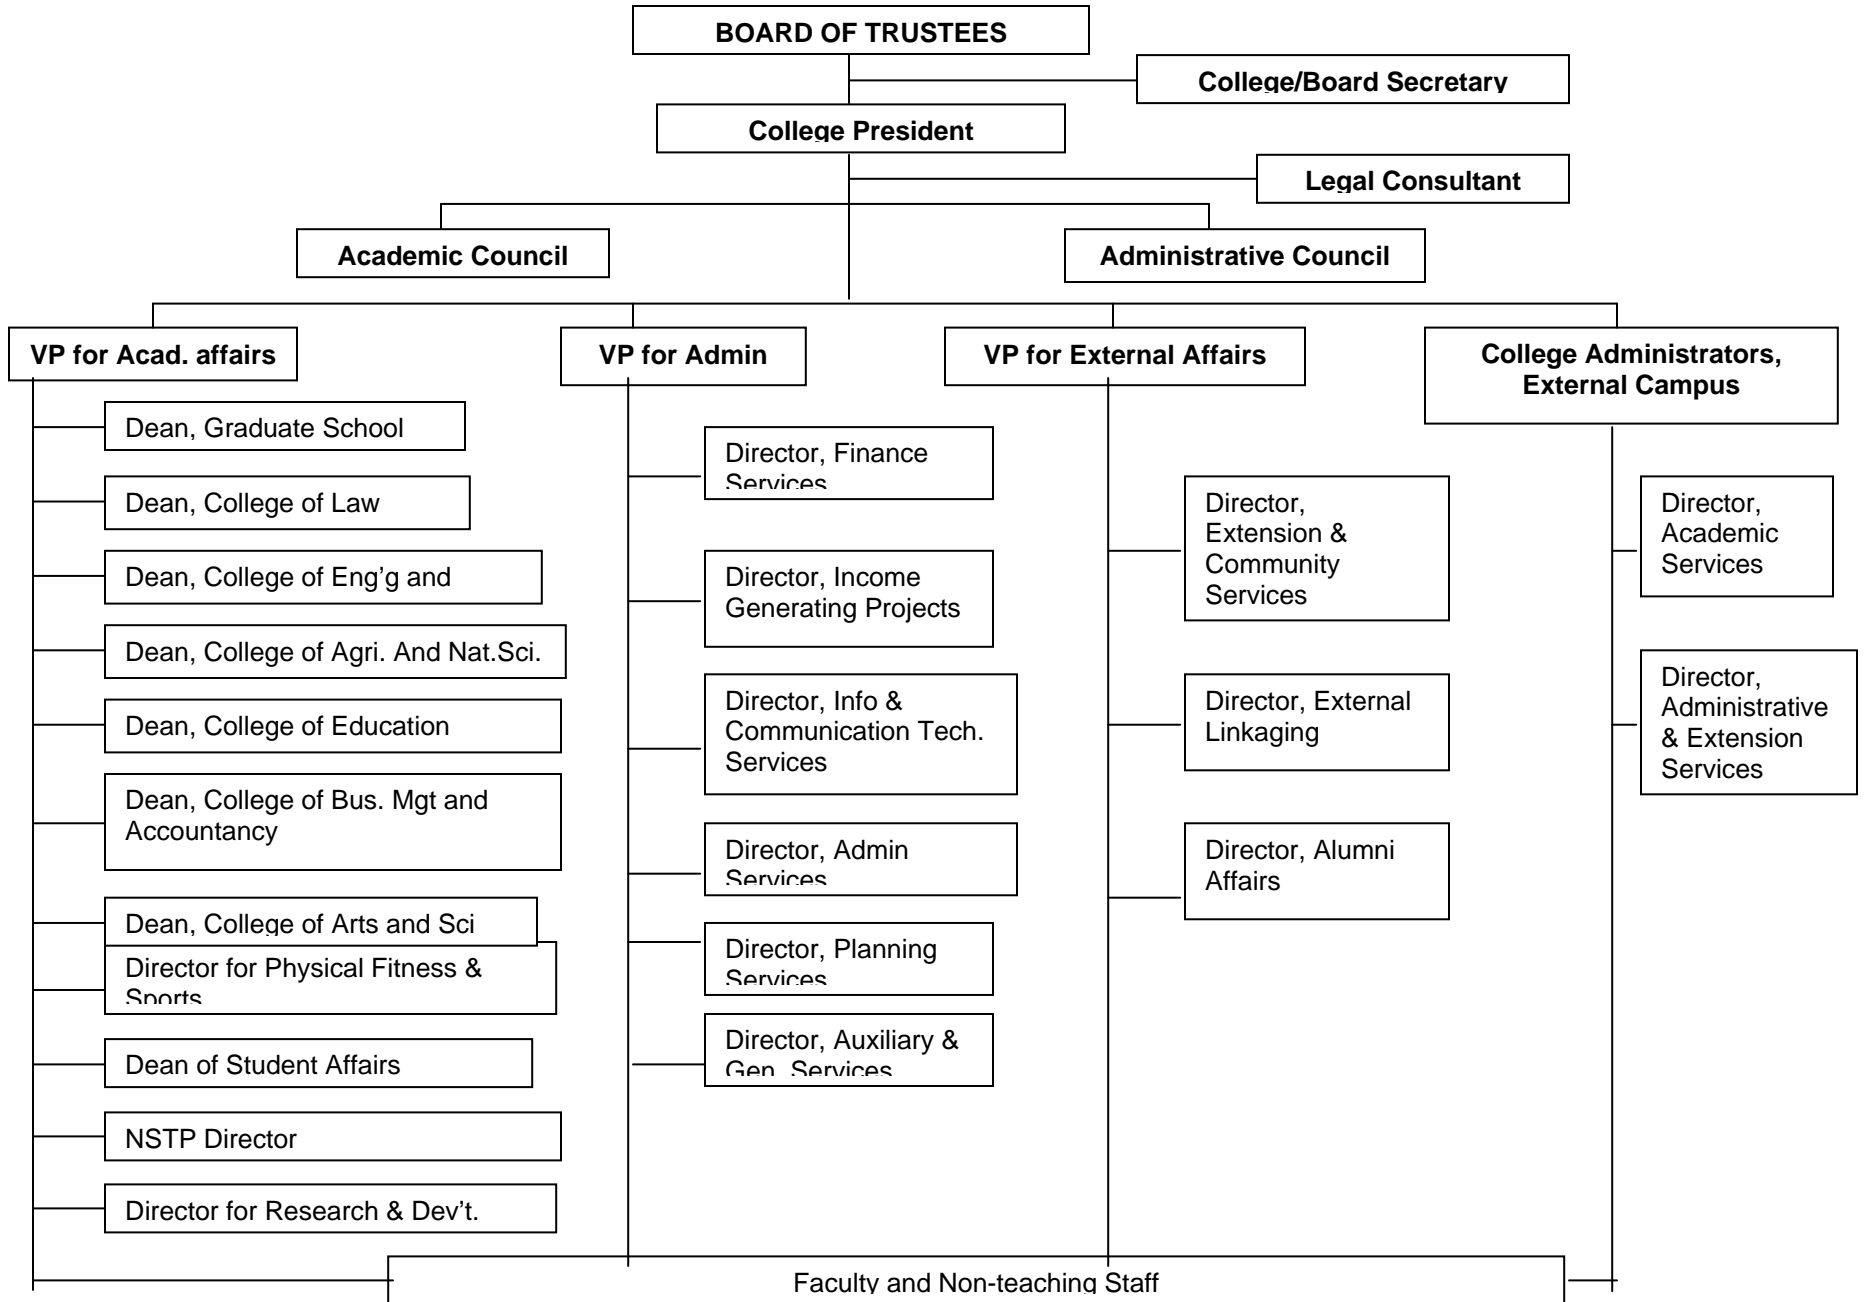 BOARD OF TRUSTEES
College/Board Secretary
College President
Legal Consultant
Academic Council
Administrative Council
VP for Acad. affairs
VP for Admin
VP for External Affairs
College Administrators,
External Campus
Dean, Graduate School
Dean, College of Law
Dean, College of Eng’g and
Dean, College of Agri. And Nat.Sci.
Dean, College of Education
Dean, College of Bus. Mgt and
Accountancy
Dean, College of Arts and Sci
Director for Physical Fitness &
Sports
Dean of Student Affairs
NSTP Director
Director for Research & Dev’t.
Director, Finance
Services
Director, Income
Generating Projects
Director, Info &
Communication Tech.
Services
Director, Admin
Services
Director, Planning
Services
Director, Auxiliary &
Gen. Services
Director,
Extension &
Community
Services
Director, External
Linkaging
Director, Alumni
Affairs
Director,
Academic
Services
Director,
Administrative
& Extension
Services
Faculty and Non-teaching Staff